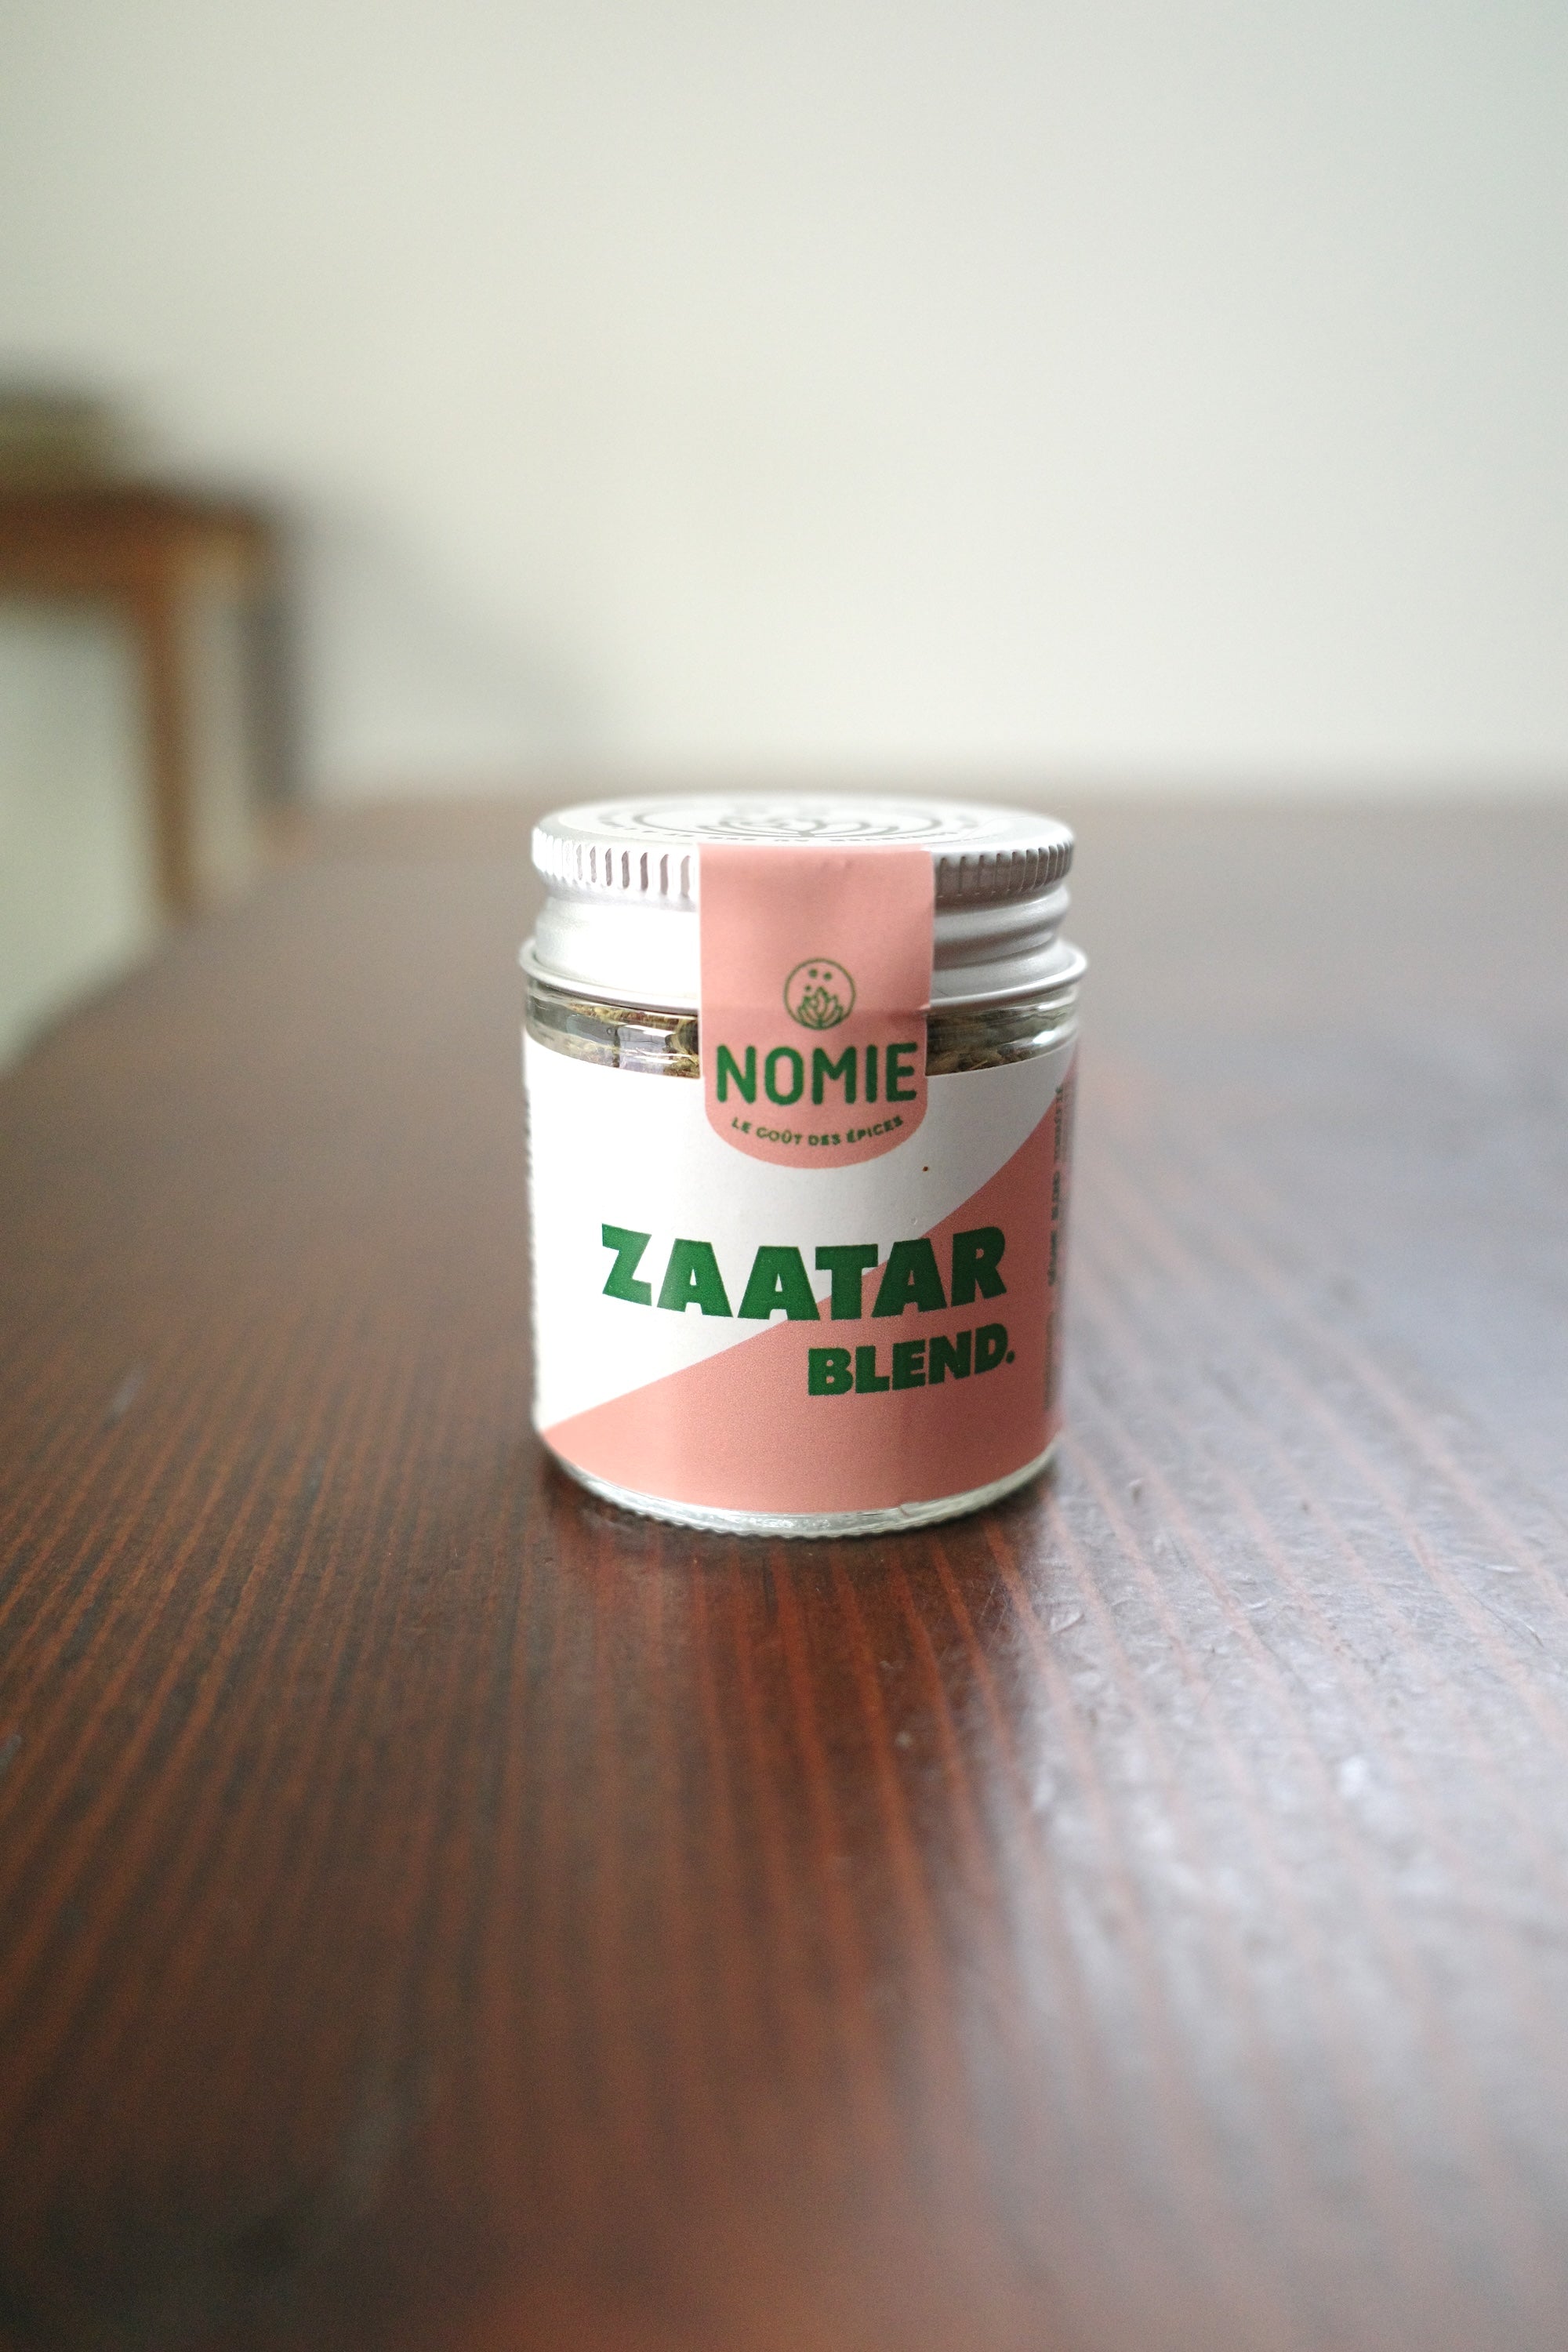 NOMIE
LE GOÛT DES ÉPICES
ZAATAR
BLEND.